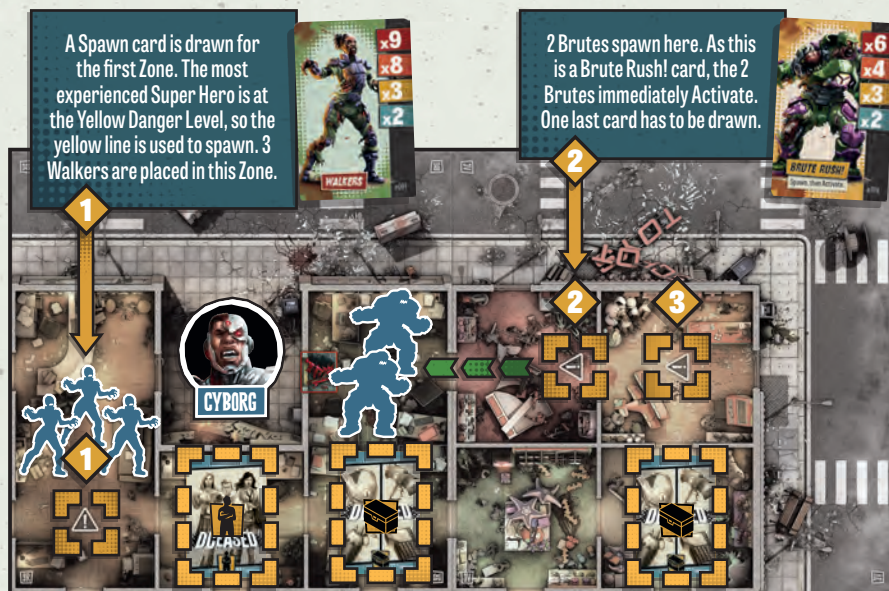 A Spawn card is drawn for
the first Zone. The most
experienced Super Hero is at
the Yellow Danger Level, so the
yellow line is used to spawn. 3
Walkers are placed in this Zone.
x9
x8
x3
x2
WALKERS
2 Brutes spawn here. As this
is a Brute Rush! card, the 2
Brutes immediately Activate.
One last card has to be drawn.
x6
x4
x3
x2
BRUTE RUSH!
Spawn, then Activate.
1
2
TOYS
2
3
CYBORG
1
DCEASED